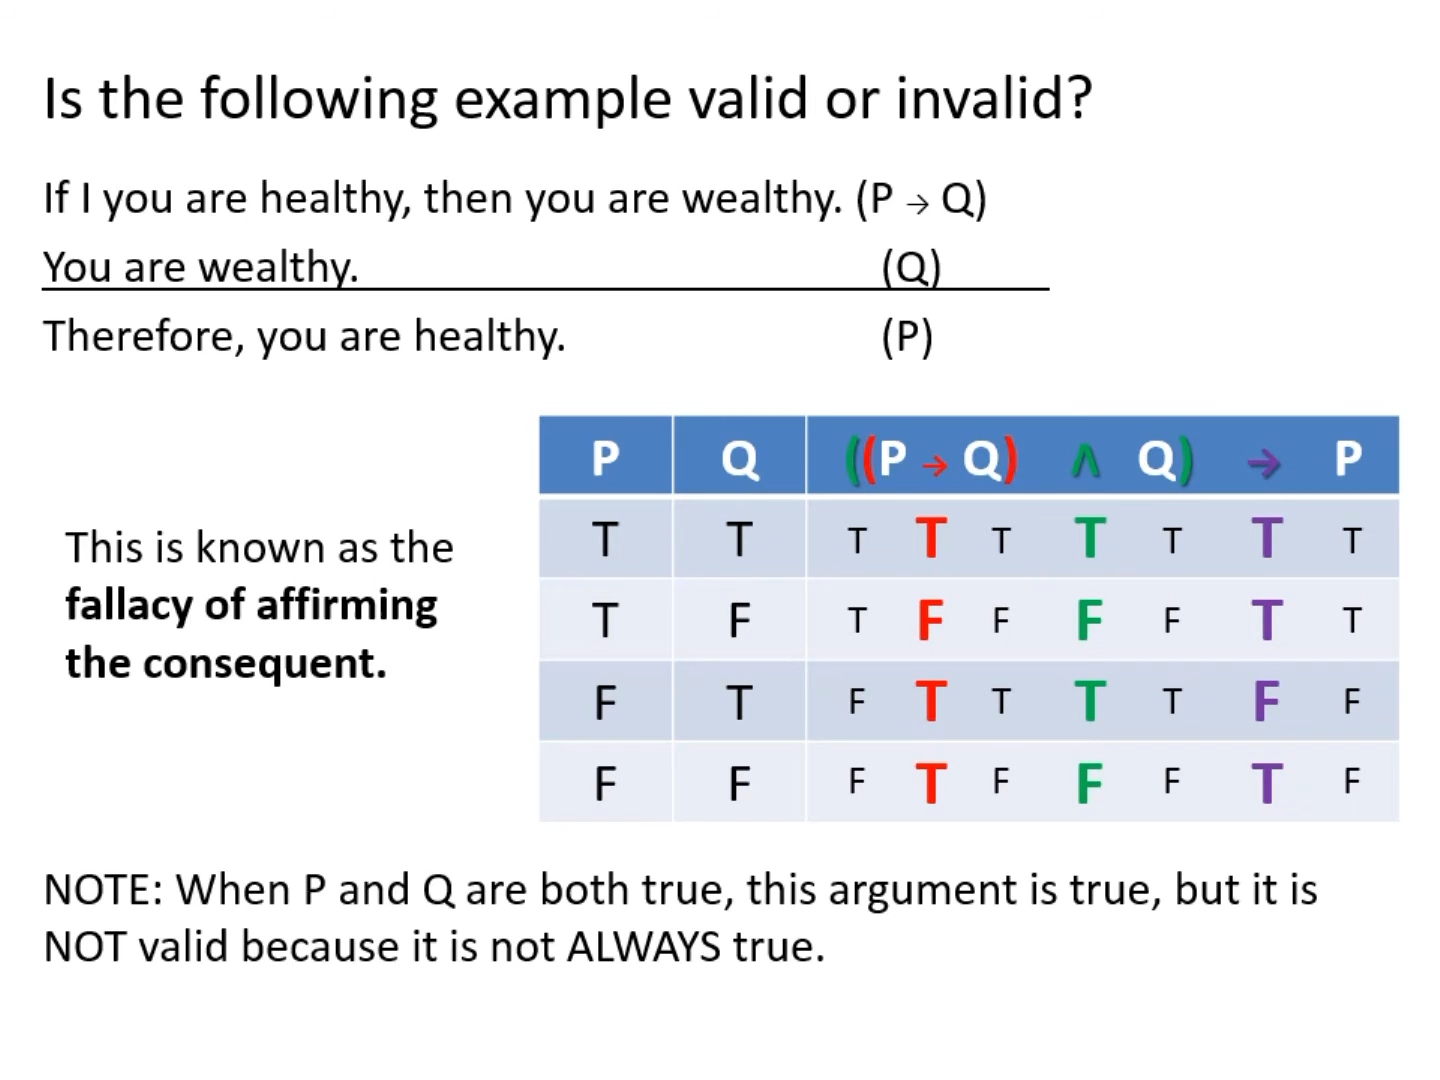 Is the following example valid or invalid?
If I you are healthy, then you are wealthy. (P → Q)
You are wealthy. (Q)
Therefore, you are healthy. (P)
P Q ((P → Q) ∧ Q) → P
T T T T T T T T T
T F T F F F F T T
F T F T T T T F F
F F F T F F F T F
This is known as the
fallacy of affirming
the consequent.
NOTE: When P and Q are both true, this argument is true, but it is
NOT valid because it is not ALWAYS true.